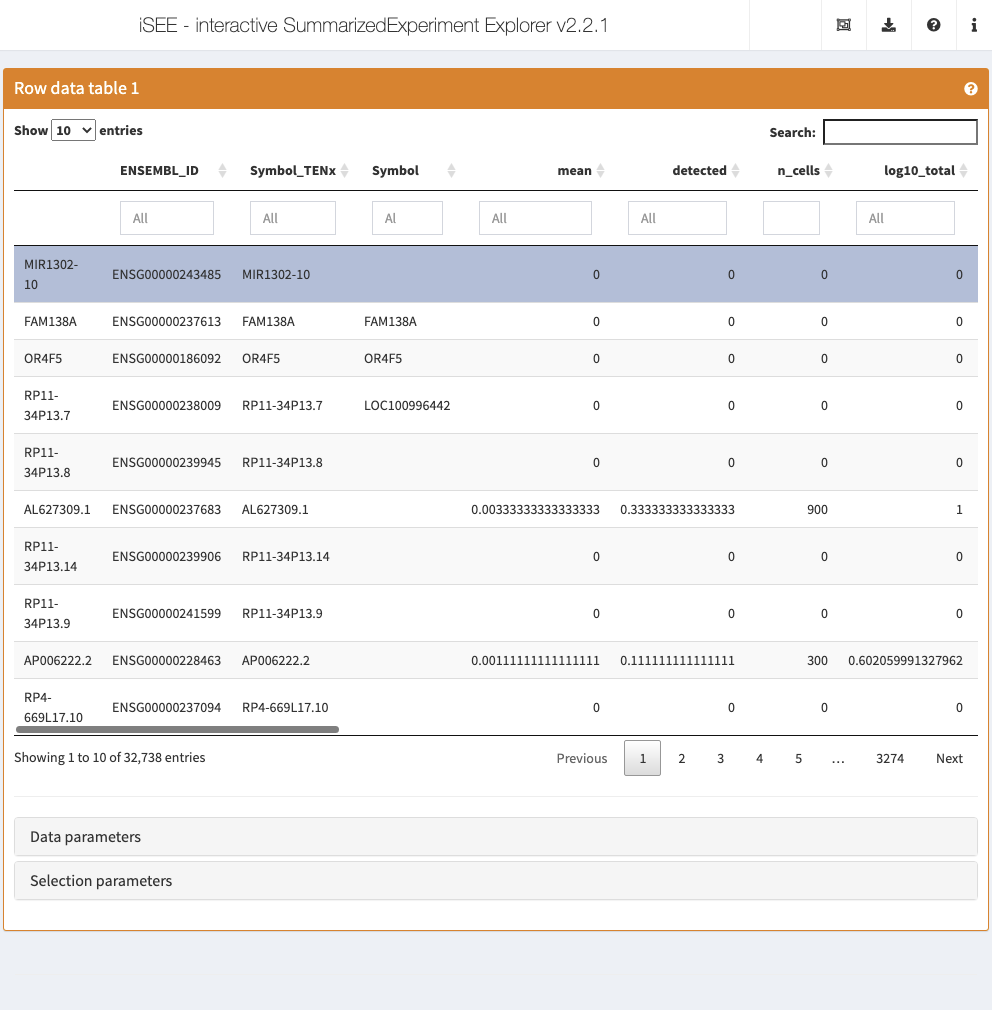 iSEE - interactive SummarizedExperiment Explorer v2.2.1
Row data table 1
Show 10 entries
Search:
ENSEMBL_ID Symbol_TENx Symbol mean detected n_cells log10_total
All All Al All All All
MIR1302-
10 ENSG00000243485 MIR1302-10 0 0 0 0
FAM138A ENSG00000237613 FAM138A FAM138A 0 0 0 0
OR4F5 ENSG00000186092 OR4F5 OR4F5 0 0 0 0
RP11-
34P13.7 ENSG00000238009 RP11-34P13.7 LOC100996442 0 0 0 0
RP11-
34P13.8 ENSG00000239945 RP11-34P13.8 0 0 0 0
AL627309.1 ENSG00000237683 AL627309.1 0.00333333333333333 0.333333333333333 900 1
RP11-
34P13.14 ENSG00000239906 RP11-34P13.14 0 0 0 0
RP11-
34P13.9 ENSG00000241599 RP11-34P13.9 0 0 0 0
AP006222.2 ENSG00000228463 AP006222.2 0.00111111111111111 0.111111111111111 300 0.602059991327962
RP4-
669L17.10 ENSG00000237094 RP4-669L17.10 0 0 0 0
Showing 1 to 10 of 32,738 entries
Previous 1 2 3 4 5 … 3274 Next
Data parameters
Selection parameters